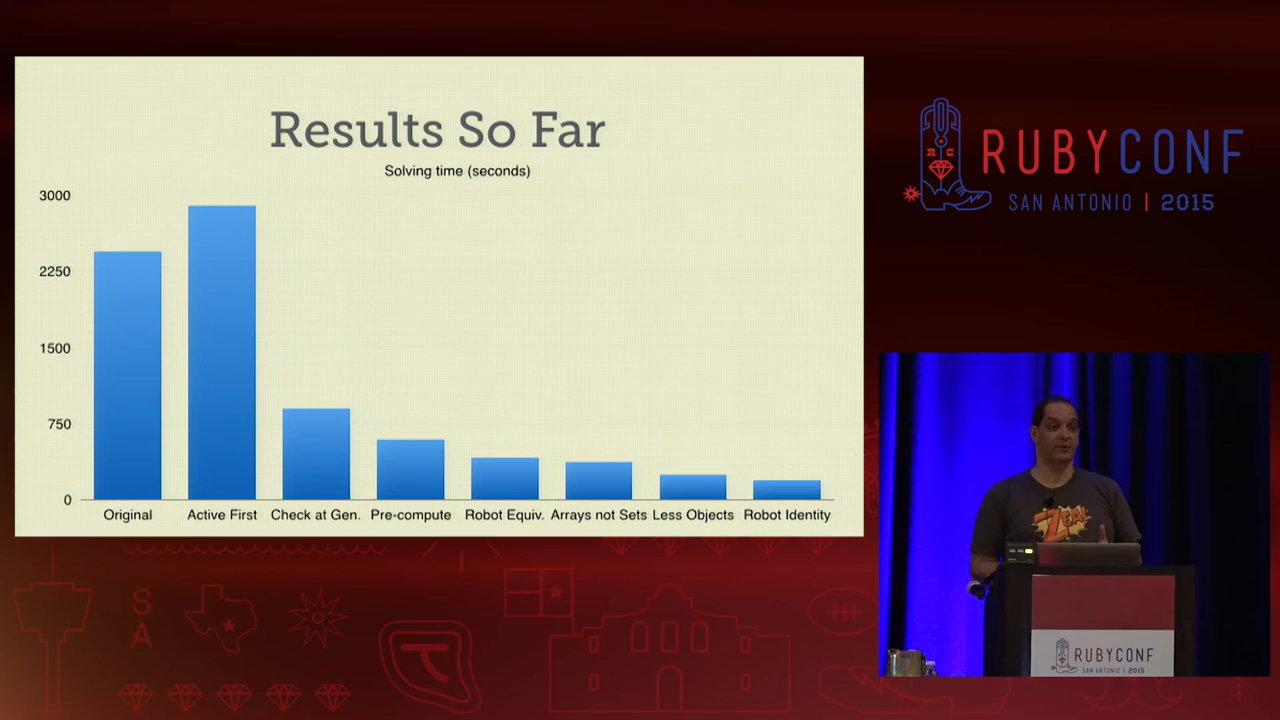 Results So Far
Solving time (seconds)
3000
2250
1500
750
0
Original Active First Check at Gen. Pre-compute Robot Equiv. Arrays not Sets Less Objects Robot Identity
RUBYCONF
SAN ANTONIO | 2015
ZEAL
RUBYCONF
SAN ANTONIO | 2015
S
A